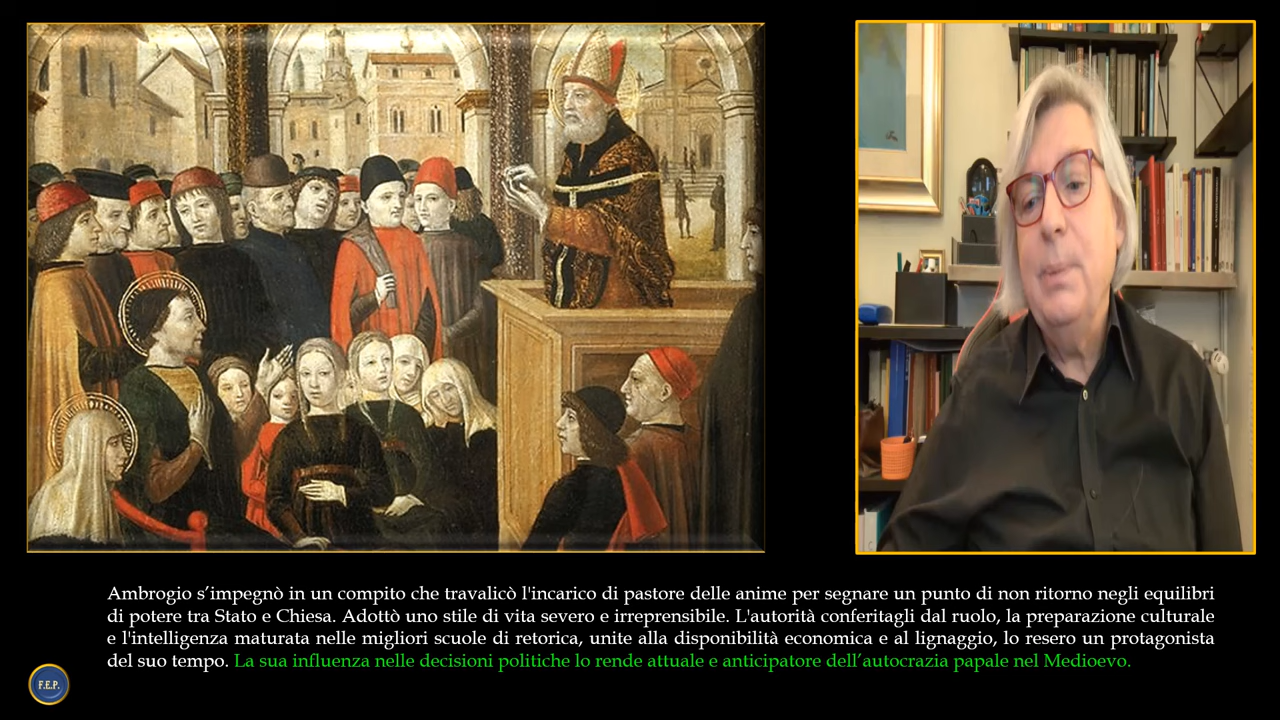 Ambrogio s’impegnò in un compito che travalicò l'incarico di pastore delle anime per segnare un punto di non ritorno negli equilibri
di potere tra Stato e Chiesa. Adottò uno stile di vita severo e irreprensibile. L'autorità conferitagli dal ruolo, la preparazione culturale
e l'intelligenza maturata nelle migliori scuole di retorica, unite alla disponibilità economica e al lignaggio, lo resero un protagonista
del suo tempo. La sua influenza nelle decisioni politiche lo rende attuale e anticipatore dell’autocrazia papale nel Medioevo.
F.E.P.